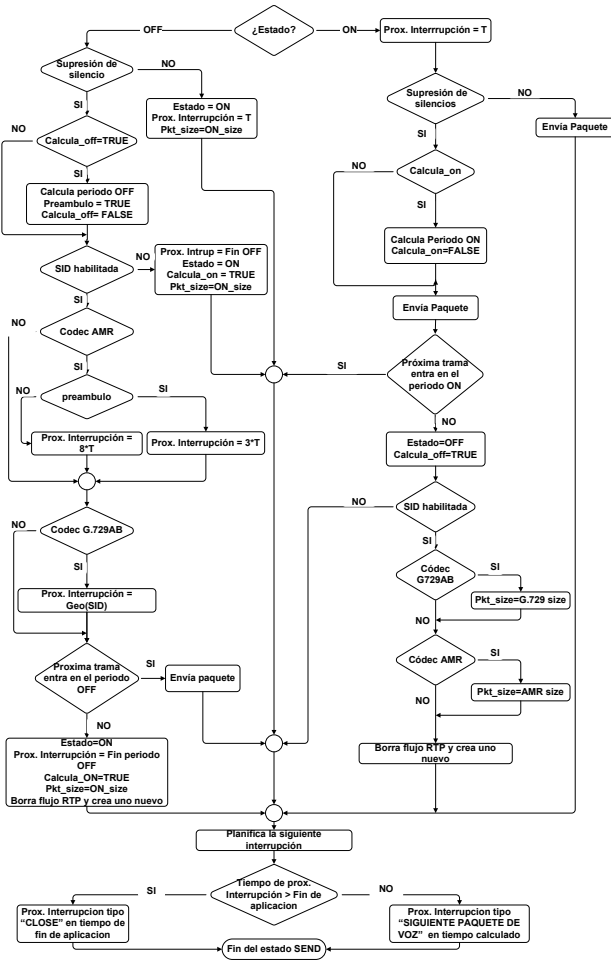 ¿Estado?
OFF
ON
Prox. Interrrupción = T
Supresión de
silencio
NO
SI
Estado = ON
Prox. Interrupción = T
Pkt_size=ON_size
Supresión de
silencios
NO
SI
Envía Paquete
NO
Calcula_off=TRUE
SI
NO
Calcula_on
SI
Calcula periodo OFF
Preambulo = TRUE
Calcula_off= FALSE
Calcula Periodo ON
Calcula_on=FALSE
SID habilitada
NO
SI
Prox. Intrup = Fin OFF
Estado = ON
Calcula_on = TRUE
Pkt_size=ON_size
Envía Paquete
NO
Codec AMR
SI
SI
Próxima trama
entra en el
periodo ON
NO
NO
preambulo
SI
Prox. Interrupción =
8*T
Prox. Interrupción = 3*T
Estado=OFF
Calcula_off=TRUE
NO
SID habilitada
SI
NO
Codec G.729AB
SI
Códec
G729AB
SI
NO
Pkt_size=G.729 size
Prox. Interrupción =
Geo(SID)
Códec AMR
SI
NO
Pkt_size=AMR size
Proxima trama
entra en el periodo
OFF
SI
NO
Envía paquete
Estado=ON
Prox. Interrupción = Fin periodo
OFF
Calcula_ON=TRUE
Pkt_size=ON_size
Borra flujo RTP y crea uno nuevo
Borra flujo RTP y crea uno
nuevo
Planifica la siguiente
interrupción
SI
Tiempo de prox.
Interrupción > Fin de
aplicacion
NO
Prox. Interrupcion tipo
“CLOSE” en tiempo de
fin de aplicacion
Prox. Interrupcion tipo
“SIGUIENTE PAQUETE DE
VOZ” en tiempo calculado
Fin del estado SEND